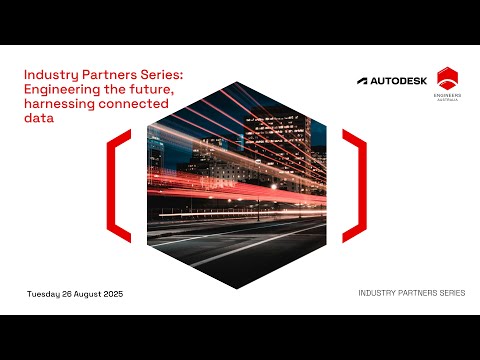 Industry Partners Series:
Engineering the future,
harnessing connected
data
AUTODESK
ENGINEERS
AUSTRALIA
Tuesday 26 August 2025
INDUSTRY PARTNERS SERIES